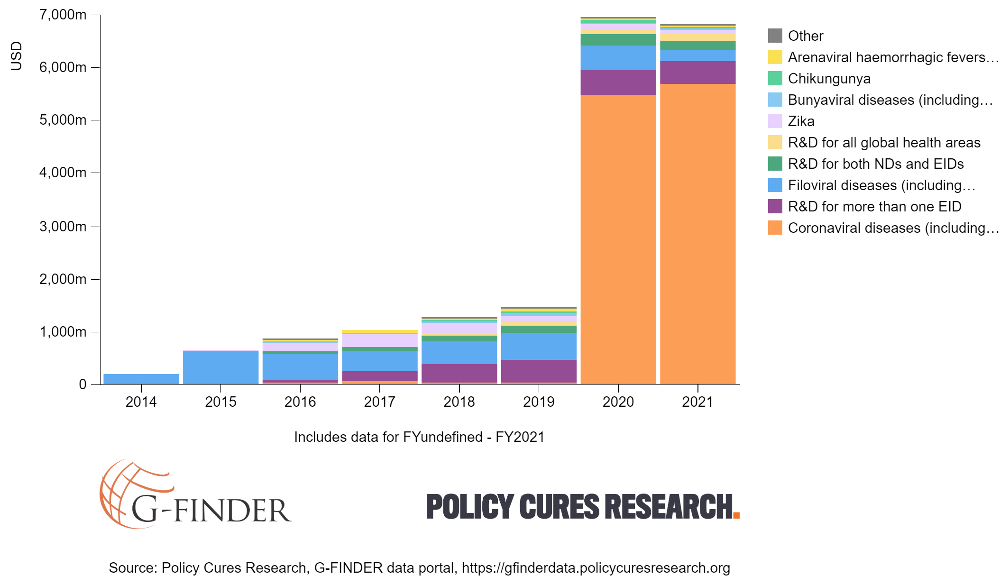 7,000m
USD
6,000m
5,000m
4,000m
3,000m
2,000m
1,000m
0
2014 2015 2016 2017 2018 2019 2020 2021
Other
Arenaviral haemorrhagic fevers…
Chikungunya
Bunyaviral diseases (including…
Zika
R&D for all global health areas
R&D for both NDs and EIDs
Filoviral diseases (including…
R&D for more than one EID
Coronaviral diseases (including…
Includes data for FYundefined - FY2021
G-FINDER
POLICY CURES RESEARCH.
Source: Policy Cures Research, G-FINDER data portal, https://gfinderdata.policycuresresearch.org